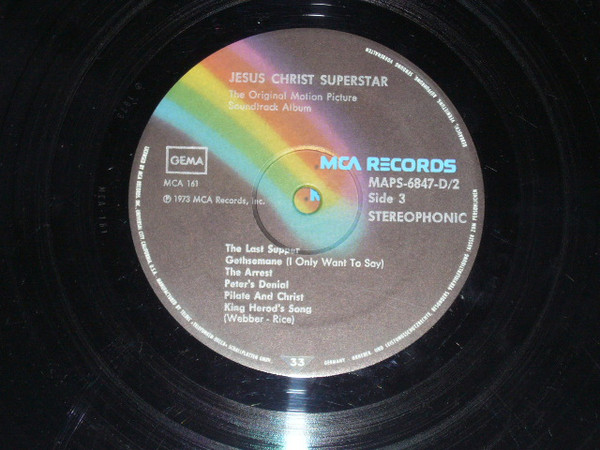 JESUS CHRIST SUPERSTAR
The Original Motion Picture
Soundtrack Album
GEMA
MCA 161
℗ 1973 MCA Records, Inc.
MCA RECORDS
MAPS-6847-D/2
Side 3
STEREOPHONIC
The Last Supper
Gethsemane (I Only Want To Say)
The Arrest
Peter's Denial
Pilate And Christ
King Herod's Song
(Webber - Rice)
33
GERMANY